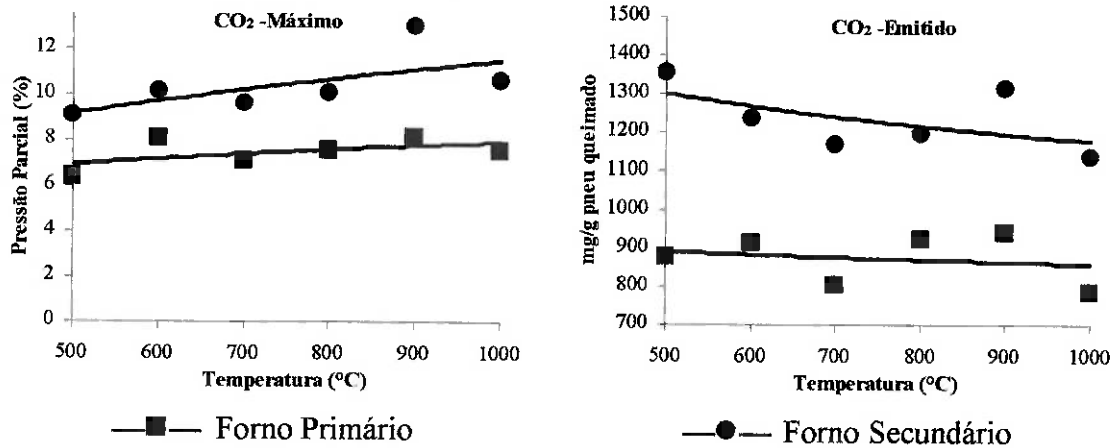 CO₂ -Máximo
Pressão Parcial (%)
12
10
8
6
4
2
0
500 600 700 800 900 1000
Temperatura (°C)
CO₂ -Emitido
mg/g pneu queimado
1500
1400
1300
1200
1100
1000
900
800
700
500 600 700 800 900 1000
Temperatura (°C)
Forno Primário
Forno Secundário